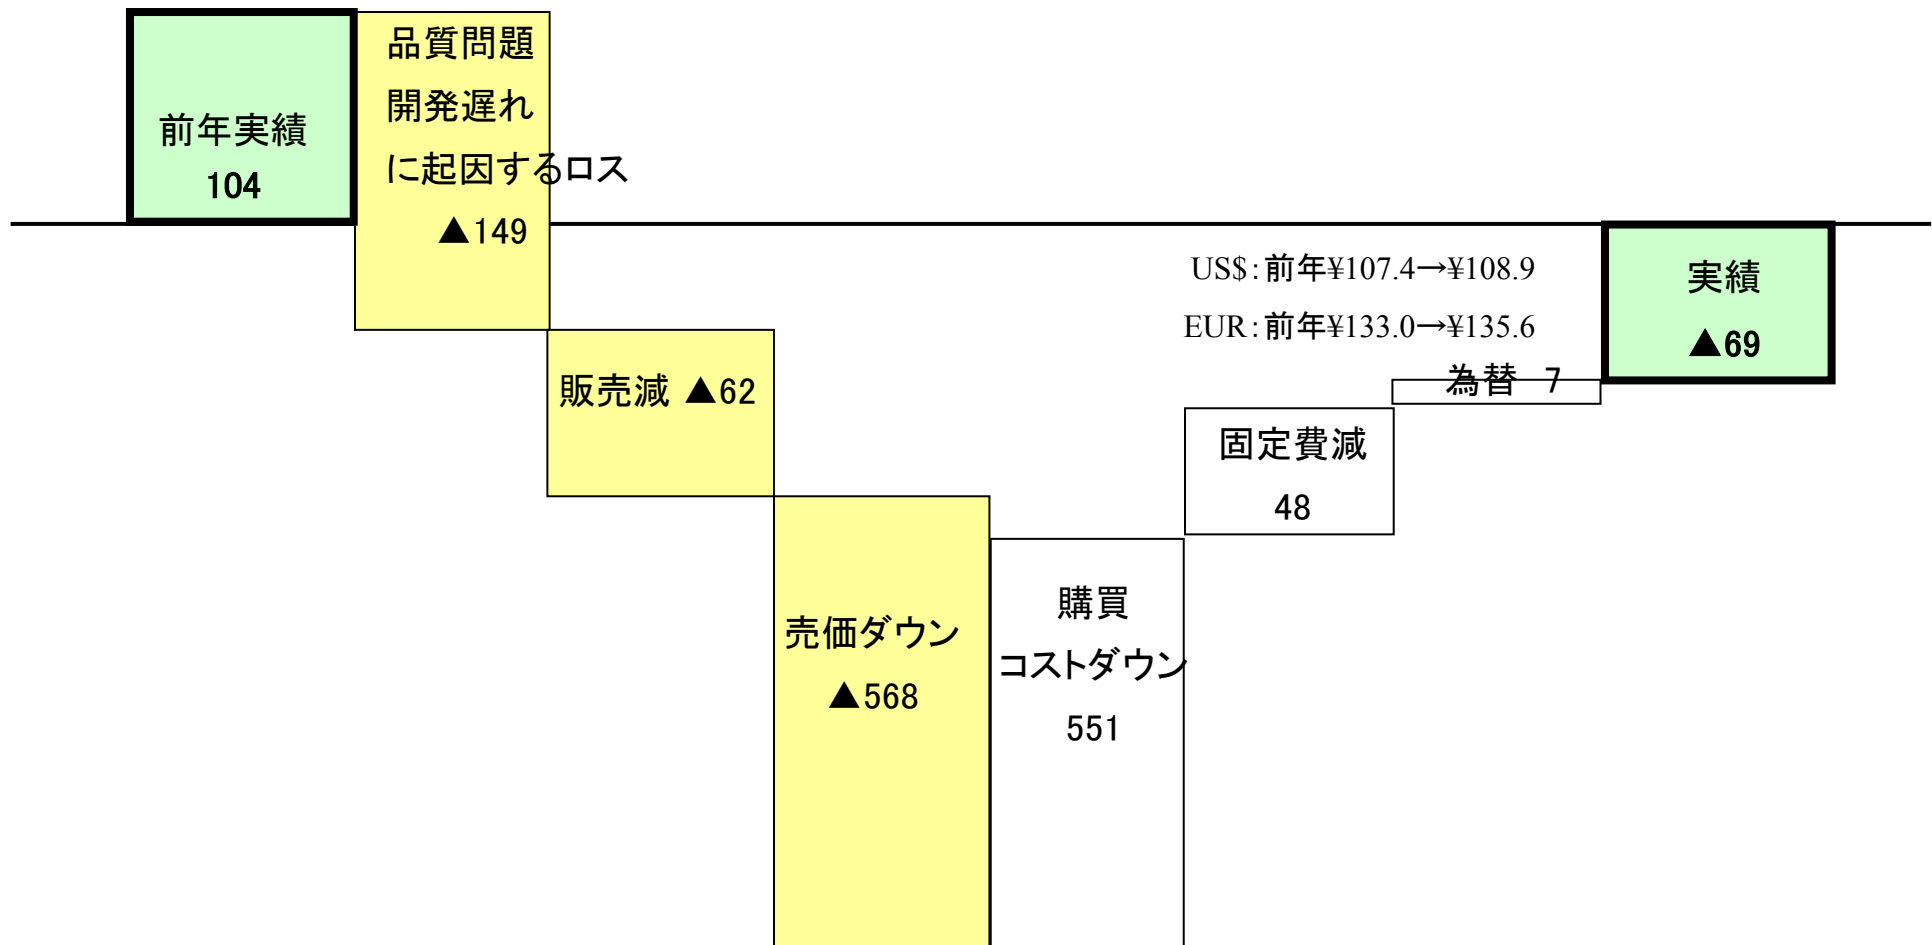 前年実績
104
品質問題
開発遅れ
に起因するロス
▲149
販売減 ▲62
売価ダウン
▲568
購買
コストダウン
551
固定費減
48
US$:前年¥107.4→¥108.9
EUR:前年¥133.0→¥135.6
為替 7
実績
▲69